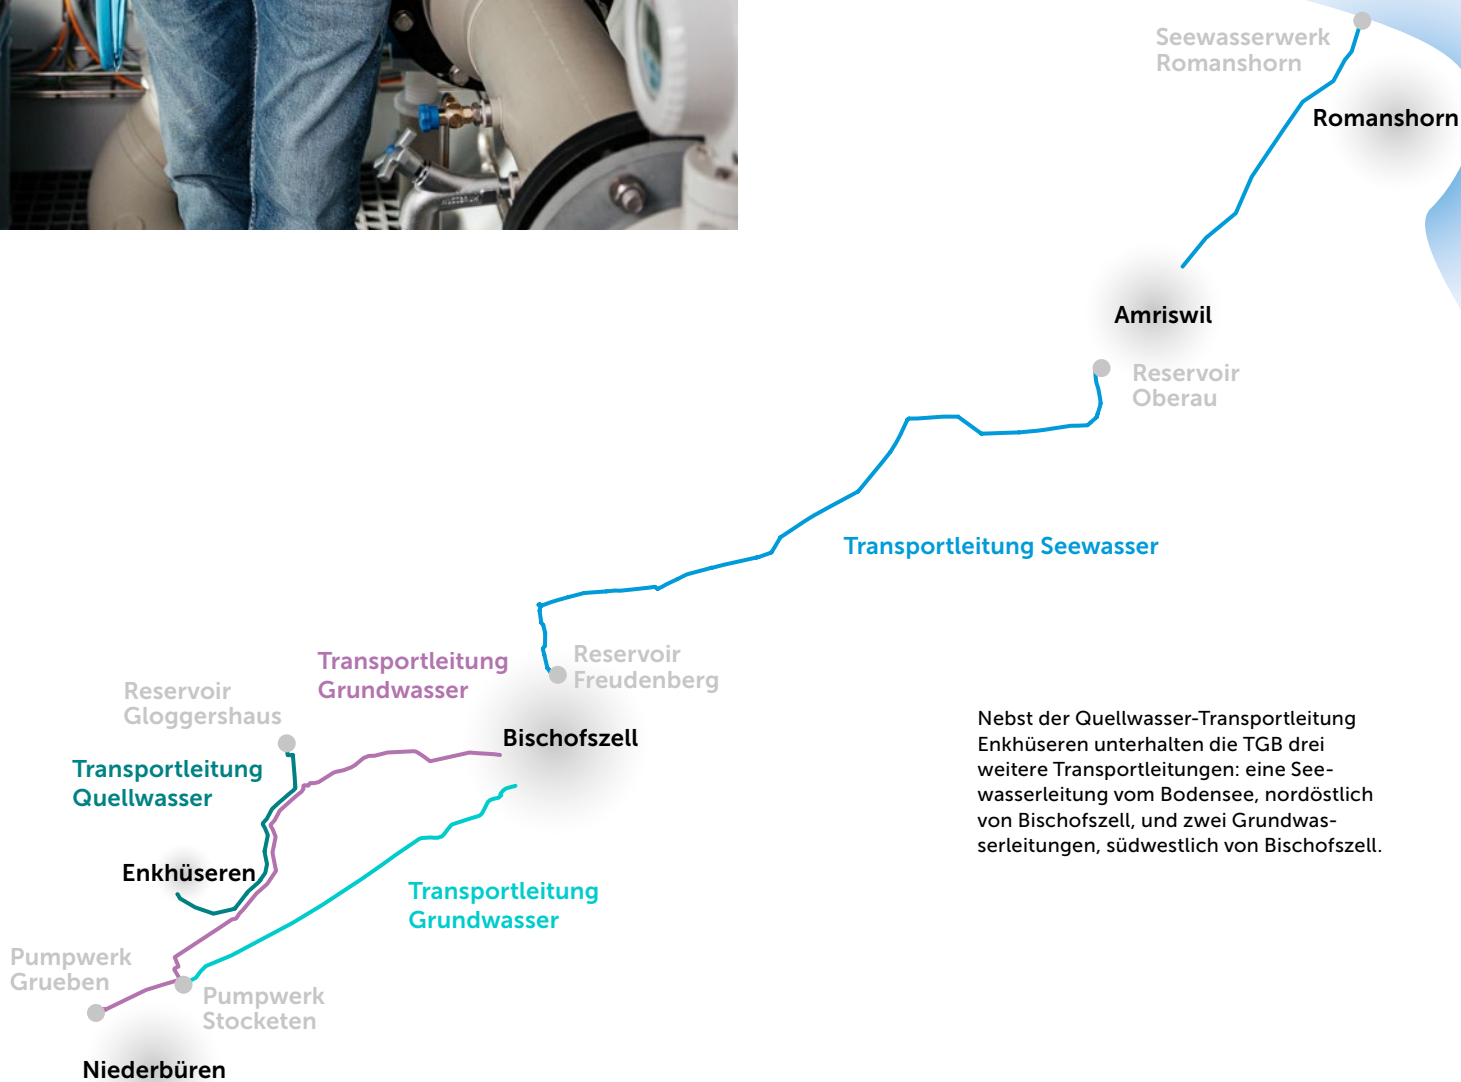 Seewasserwerk
Romanshorn
Romanshorn
Amriswil
Reservoir
Oberau
Transportleitung Seewasser
Reservoir
Freudenberg
Transportleitung
Grundwasser
Reservoir
Gloggershaus
Bischofszell
Transportleitung
Quellwasser
Enkhüseren
Transportleitung
Grundwasser
Pumpwerk
Grueben
Pumpwerk
Stocketen
Niederbüren
Nebst der Quellwasser-Transportleitung
Enkhüseren unterhalten die TGB drei
weitere Transportleitungen: eine See-
wasserleitung vom Bodensee, nordöstlich
von Bischofszell, und zwei Grundwas-
serleitungen, südwestlich von Bischofszell.